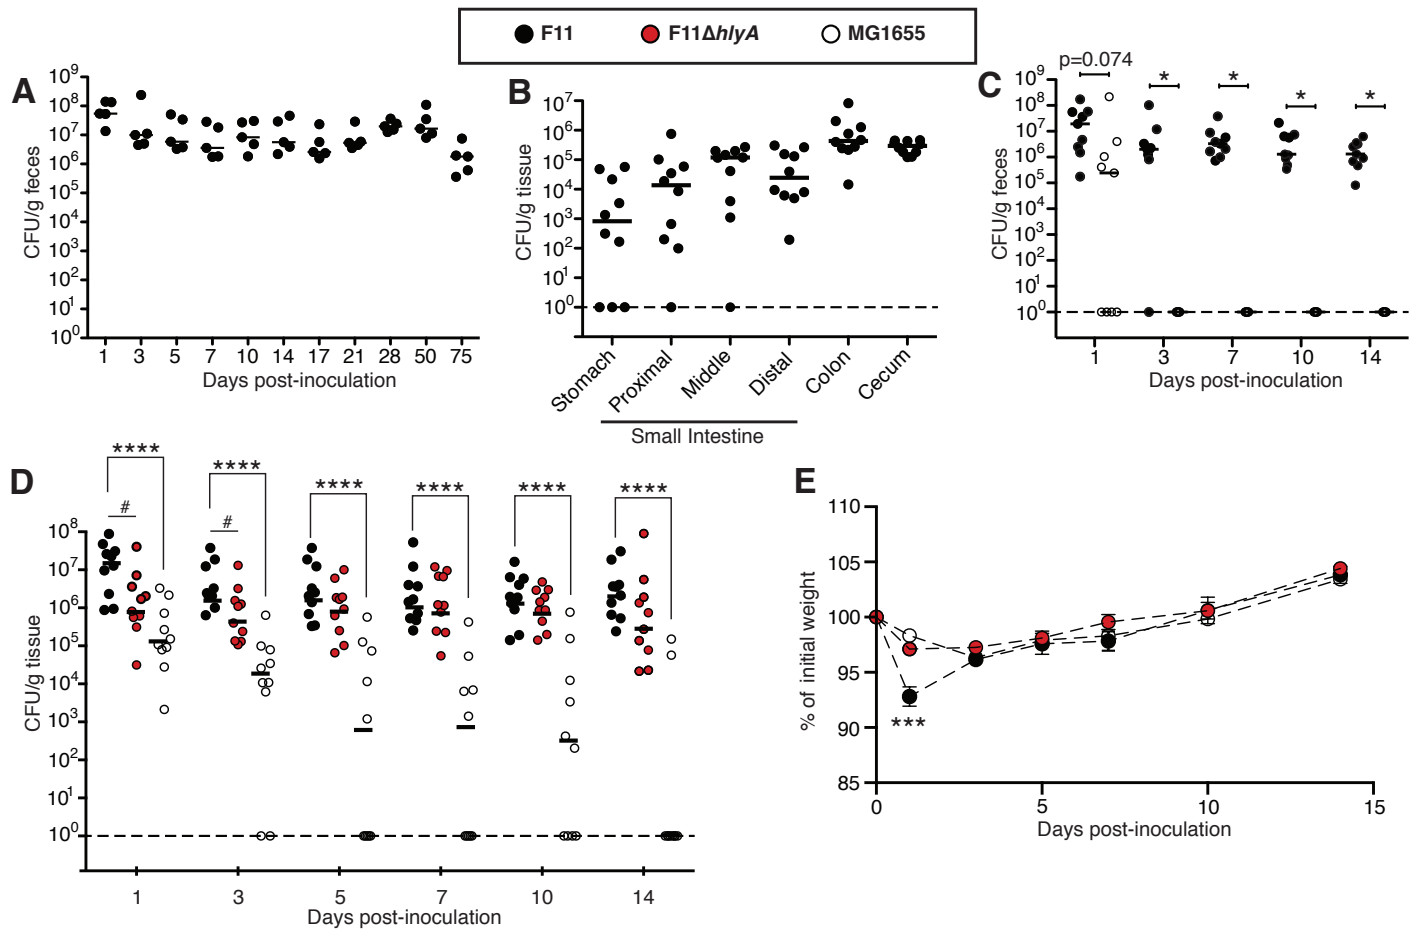 F11 F11ΔhlyA MG1655
A
CFU/g feces
10⁹
10⁸
10⁷
10⁶
10⁵
10⁴
10³
10²
10¹
10⁰
1 3 5 7 10 14 17 21 28 50 75
Days post-inoculation
B
CFU/g tissue
10⁷
10⁶
10⁵
10⁴
10³
10²
10¹
10⁰
Stomach Proximal Middle Distal Colon Cecum
Small Intestine
C
p=0.074
* * * *
CFU/g feces
10⁹
10⁸
10⁷
10⁶
10⁵
10⁴
10³
10²
10¹
10⁰
1 3 7 10 14
Days post-inoculation
D
**** **** **** **** **** ****
# #
CFU/g tissue
10⁸
10⁷
10⁶
10⁵
10⁴
10³
10²
10¹
10⁰
1 3 5 7 10 14
Days post-inoculation
E
% of initial weight
110
105
100
95
90
85
***
0 5 10 15
Days post-inoculation